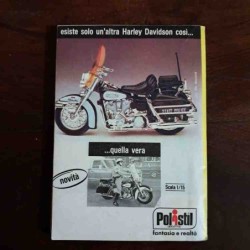 esiste solo un'altra Harley Davidson così...
...quella vera
novità
Scala 1/15
Polistil
fantasia e realtà